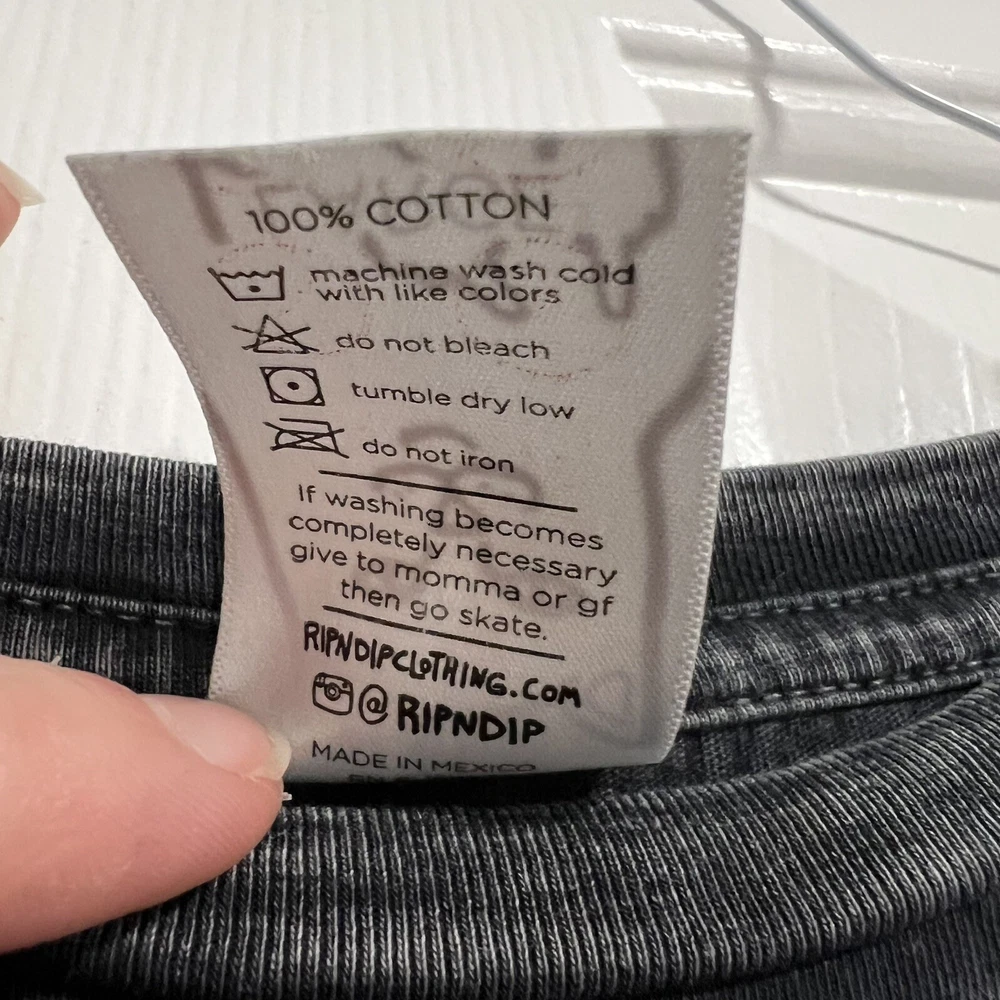 100% COTTON
machine wash cold
with like colors
do not bleach
tumble dry low
do not iron
If washing becomes
completely necessary
give to momma or gf
then go skate.
RIPNDIPCLOTHING.COM
@RIPNDIP
MADE IN MEXICO